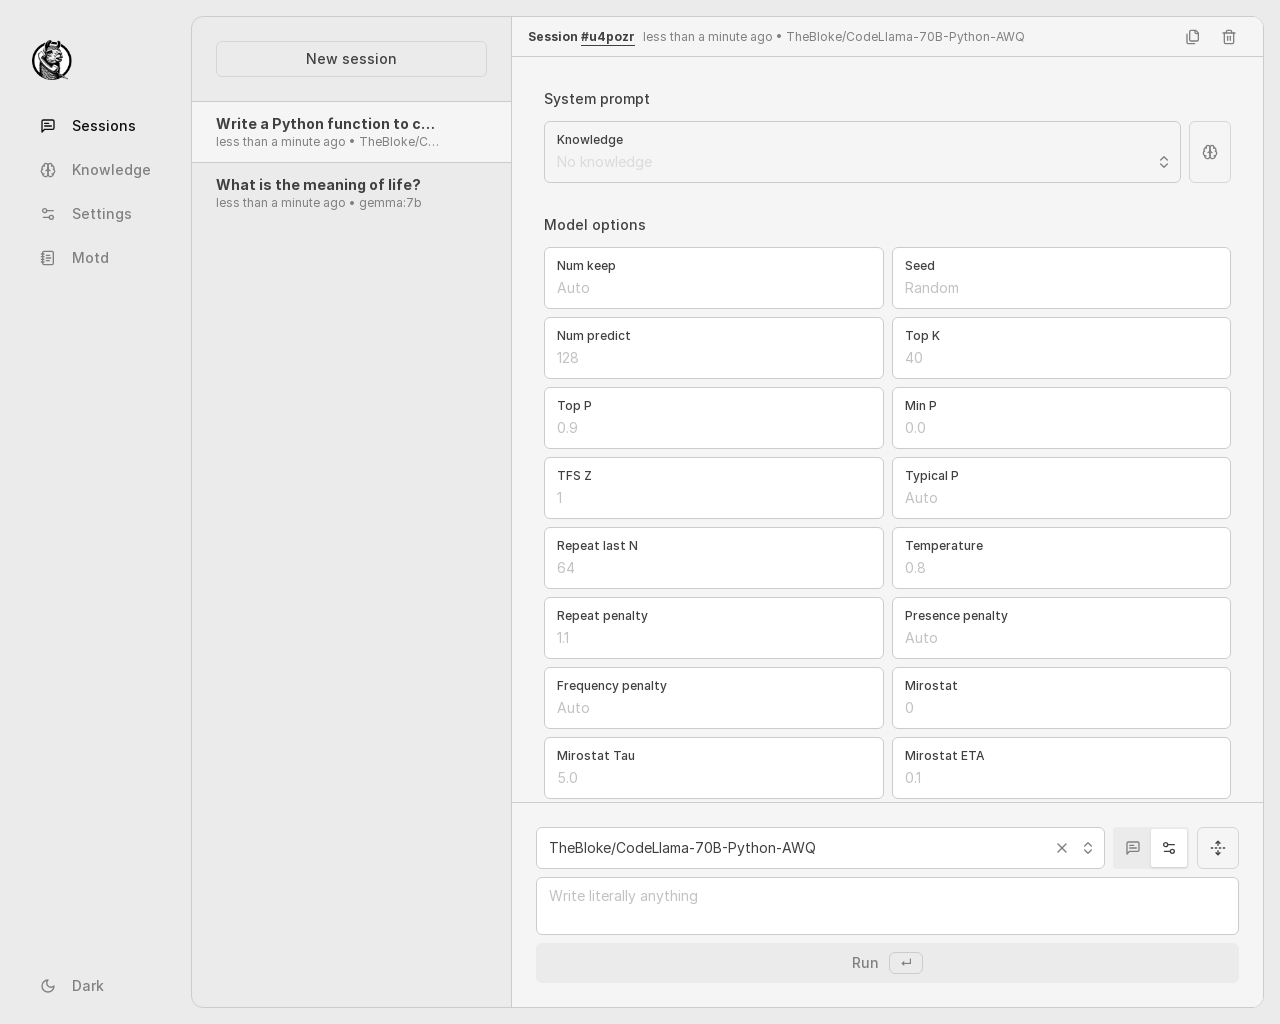 Sessions
Knowledge
Settings
Motd
Dark
New session
Write a Python function to c...
less than a minute ago • TheBloke/C...
What is the meaning of life?
less than a minute ago • gemma:7b
Session #u4pozr less than a minute ago • TheBloke/CodeLlama-70B-Python-AWQ
System prompt
Knowledge
No knowledge
Model options
Num keep
Auto
Seed
Random
Num predict
128
Top K
40
Top P
0.9
Min P
0.0
TFS Z
1
Typical P
Auto
Repeat last N
64
Temperature
0.8
Repeat penalty
1.1
Presence penalty
Auto
Frequency penalty
Auto
Mirostat
0
Mirostat Tau
5.0
Mirostat ETA
0.1
TheBloke/CodeLlama-70B-Python-AWQ
Write literally anything
Run